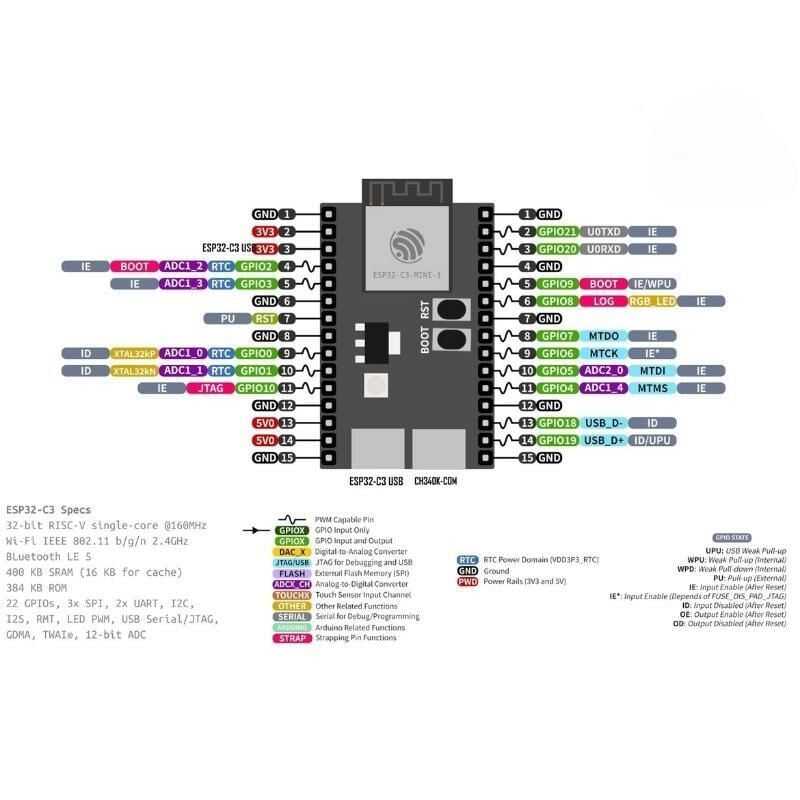 GND 1
3V3 2
ESP32-C3 USB 3V3 3
IE BOOT ADC1_2 RTC GPIO2 4
IE ADC1_3 RTC GPIO3 5
GND 6
PU RST 7
GND 8
ID XTAL32kP ADC1_0 RTC GPIO0 9
ID XTAL32kN ADC1_1 RTC GPIO1 10
IE JTAG GPIO10 11
GND 12
5V0 13
5V0 14
GND 15
ESP32-C3-MINI-1
RST
BOOT
ESP32-C3 USB
CH340K-COM
1 GND
2 GPIO21 U0TXD IE
3 GPIO20 U0RXD IE
4 GND
5 GPIO9 BOOT IE/WPU
6 GPIO8 LOG RGB_LED IE
7 GND
8 GPIO7 MTDO IE
9 GPIO6 MTCK IE*
10 GPIO5 ADC2_0 MTDI IE
11 GPIO4 ADC1_4 MTMS IE
12 GND
13 GPIO18 USB_D- ID
14 GPIO19 USB_D+ ID/UPU
15 GND
ESP32-C3 Specs
32-bit RISC-V single-core @160MHz
Wi-Fi IEEE 802.11 b/g/n 2.4GHz
BLuetooth LE 5
400 KB SRAM (16 KB for cache)
384 KB ROM
22 GPIOs, 3x SPI, 2x UART, I2C,
I2S, RMT, LED PWM, USB Serial/JTAG,
GDMA, TWAI®, 12-bit ADC
PWM Capable Pin
GPIOX GPIO Input Only
GPIOX GPIO Input and Output
DAC_X Digital-to-Analog Converter
JTAG/USB JTAG for Debugging and USB
FLASH External Flash Memory (SPI)
ADCX_CH Analog-to-Digital Converter
TOUCHX Touch Sensor Input Channel
OTHER Other Related Functions
SERIAL Serial for Debug/Programming
ARDUINO Arduino Related Functions
STRAP Strapping Pin Functions
RTC RTC Power Domain (VDD3P3_RTC)
GND Ground
PWD Power Rails (3V3 and 5V)
GPIO STATE
UPU: USB Weak Pull-up
WPU: Weak Pull-up (Internal)
WPD: Weak Pull-down (Internal)
PU: Pull-up (External)
IE: Input Enable (After Reset)
IE*: Input Enable (Depends of FUSE_DIS_PAD_JTAG)
ID: Input Disabled (After Reset)
OE: Output Enable (After Reset)
OD: Output Disabled (After Reset)